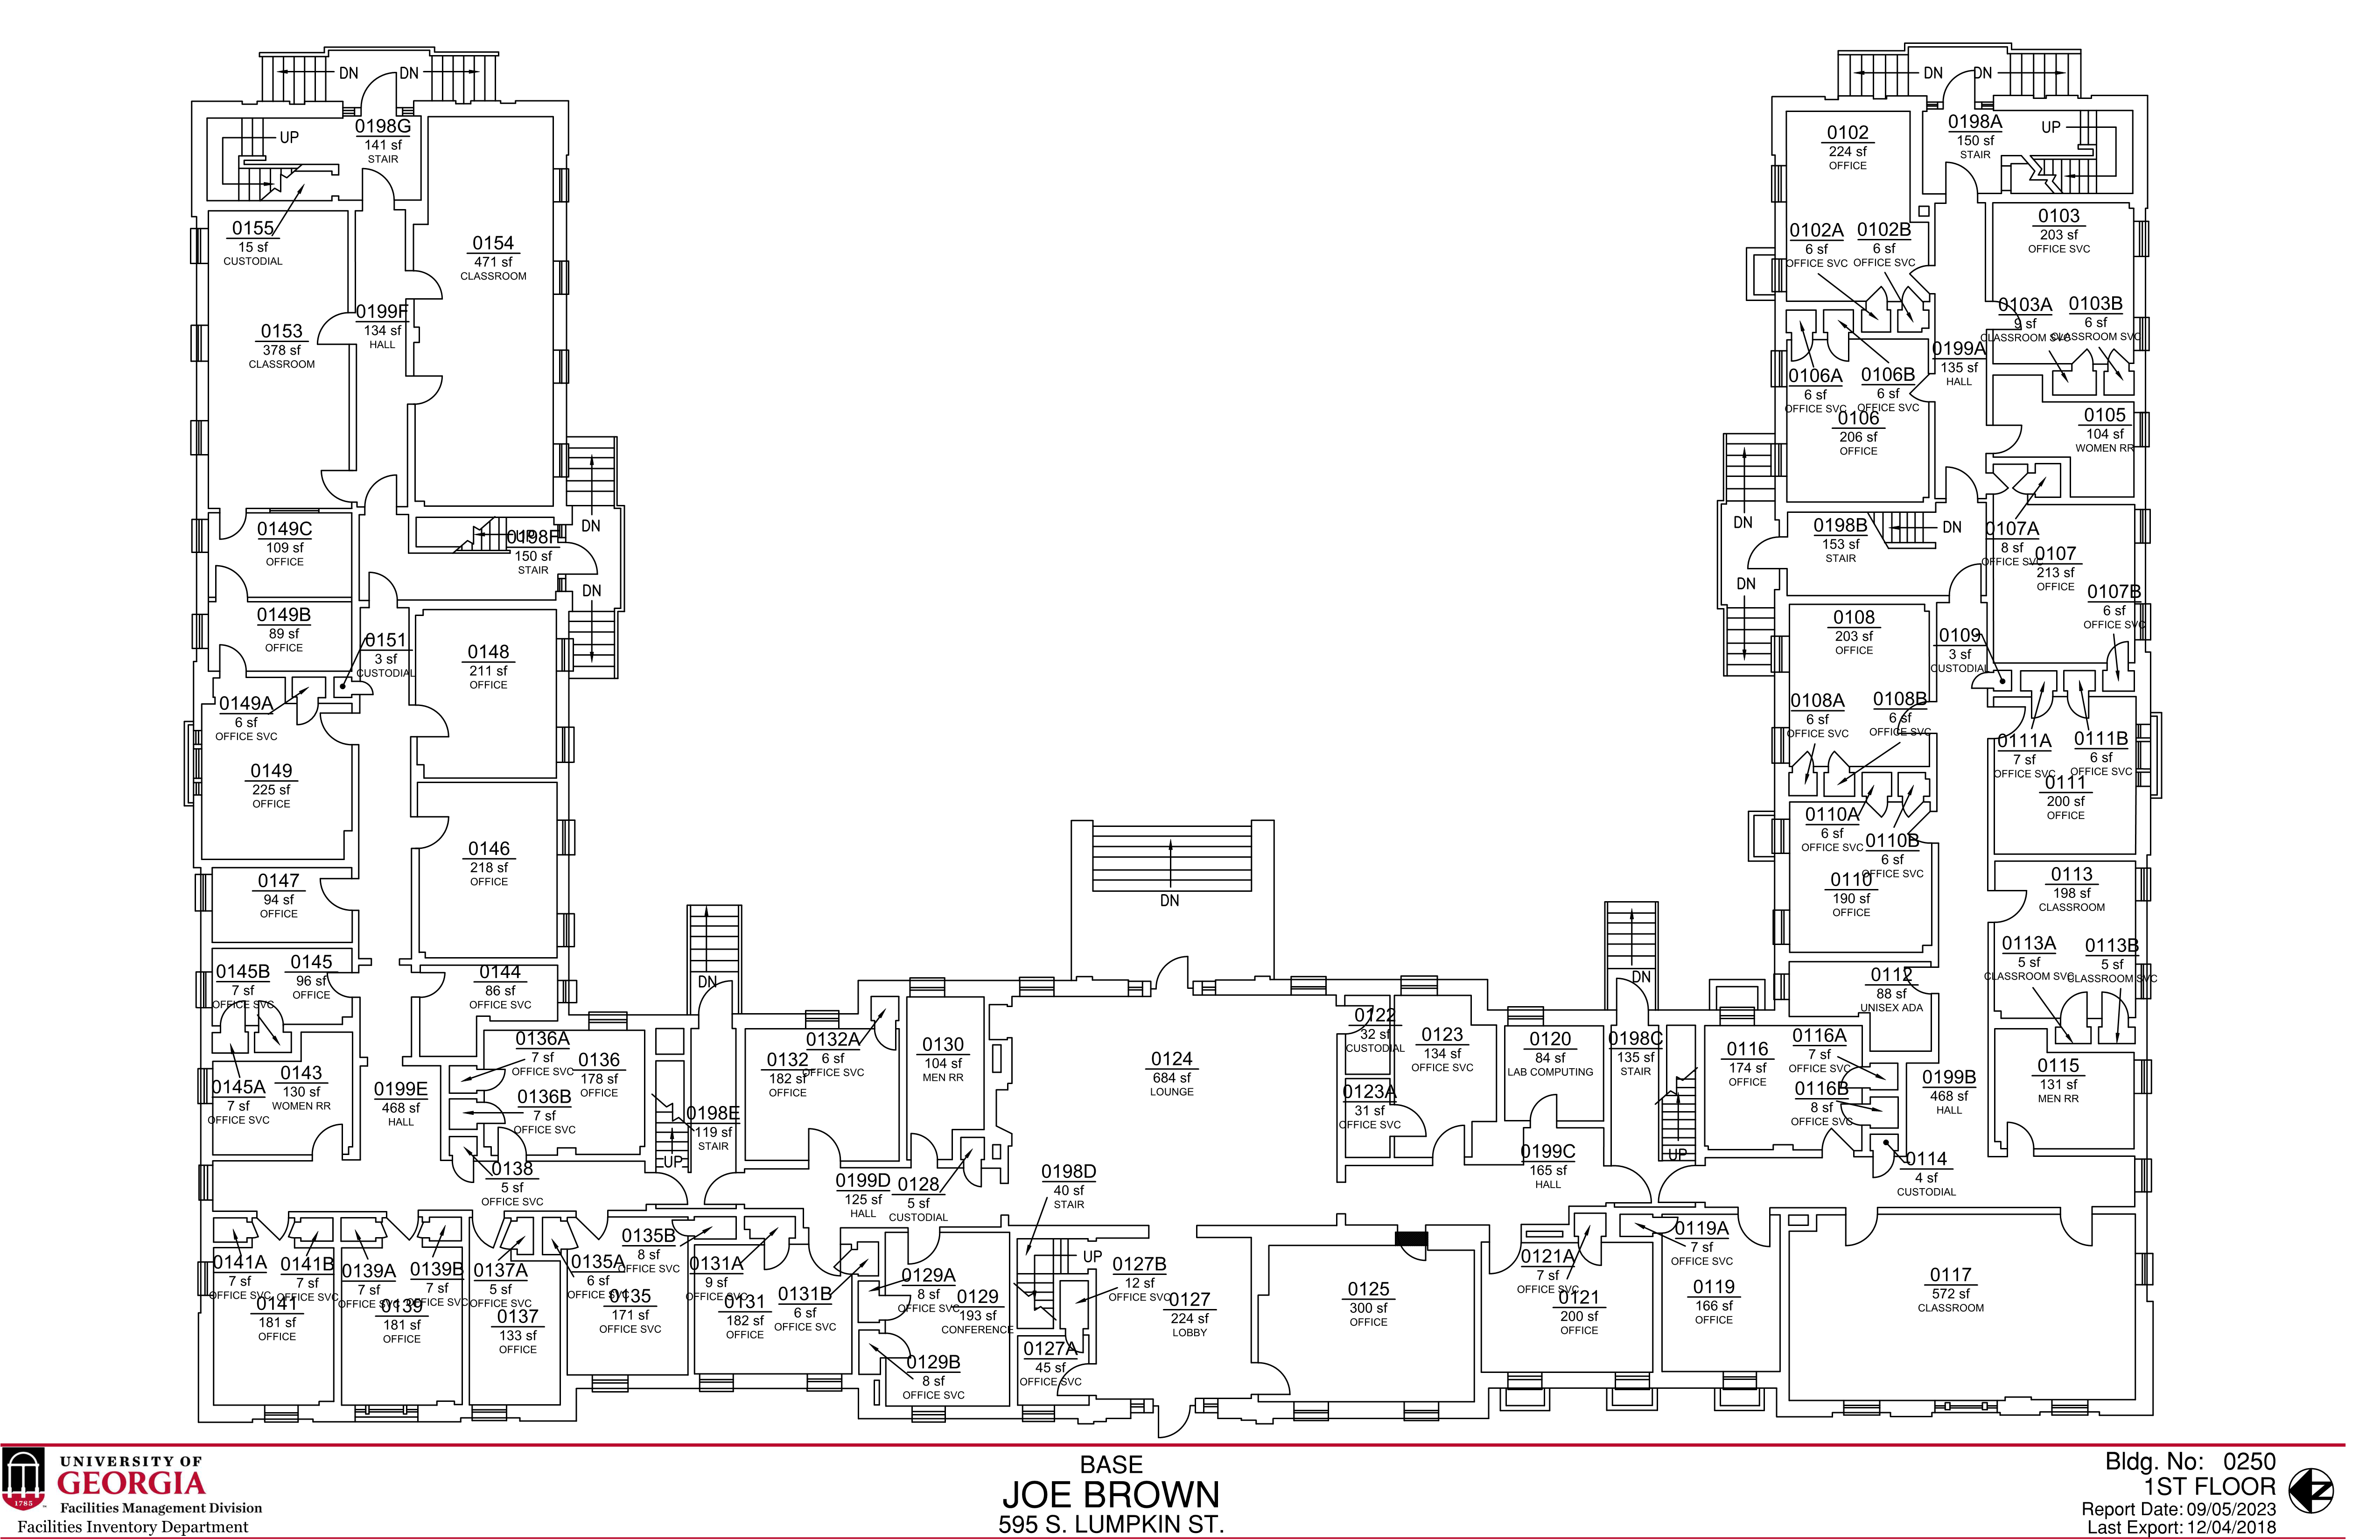 DN DN
0198G
141 sf
STAIR
UP
0155
15 sf
CUSTODIAL
0154
471 sf
CLASSROOM
0153
378 sf
CLASSROOM
0199F
134 sf
HALL
0149C
109 sf
OFFICE
UP
0198F
150 sf
STAIR
DN
DN
0149B
89 sf
OFFICE
0151
3 sf
CUSTODIAL
0148
211 sf
OFFICE
0149A
6 sf
OFFICE SVC
0149
225 sf
OFFICE
0146
218 sf
OFFICE
0147
94 sf
OFFICE
0145B
7 sf
OFFICE SVC
0145
96 sf
OFFICE
0144
86 sf
OFFICE SVC
0145A
7 sf
OFFICE SVC
0143
130 sf
WOMEN RR
0199E
468 sf
HALL
0136A
7 sf
OFFICE SVC
0136
178 sf
OFFICE
0136B
7 sf
OFFICE SVC
0138
5 sf
OFFICE SVC
DN
0198E
119 sf
STAIR
UP
0132
182 sf
OFFICE
0132A
6 sf
OFFICE SVC
0130
104 sf
MEN RR
0199D
125 sf
HALL
0128
5 sf
CUSTODIAL
0141A
7 sf
OFFICE SVC
0141B
7 sf
OFFICE SVC
0141
181 sf
OFFICE
0139A
7 sf
OFFICE SVC
0139B
7 sf
OFFICE SVC
0139
181 sf
OFFICE
0137A
5 sf
OFFICE SVC
0137
133 sf
OFFICE
0135A
6 sf
OFFICE SVC
0135B
8 sf
OFFICE SVC
0135
171 sf
OFFICE SVC
0131A
9 sf
OFFICE SVC
0131
182 sf
OFFICE
0131B
6 sf
OFFICE SVC
0129A
8 sf
OFFICE SVC
0129
193 sf
CONFERENCE
0129B
8 sf
OFFICE SVC
0198D
40 sf
STAIR
UP
0127B
12 sf
OFFICE SVC
0127A
45 sf
OFFICE SVC
0127
224 sf
LOBBY
DN
0124
684 sf
LOUNGE
0122
32 sf
CUSTODIAL
0123
134 sf
OFFICE SVC
0123A
31 sf
OFFICE SVC
0120
84 sf
LAB COMPUTING
DN
0198C
135 sf
STAIR
UP
0199C
165 sf
HALL
0125
300 sf
OFFICE
0121A
7 sf
OFFICE SVC
0121
200 sf
OFFICE
0119A
7 sf
OFFICE SVC
0119
166 sf
OFFICE
0117
572 sf
CLASSROOM
0116
174 sf
OFFICE
0116A
7 sf
OFFICE SVC
0116B
8 sf
OFFICE SVC
0114
4 sf
CUSTODIAL
0199B
468 sf
HALL
0115
131 sf
MEN RR
0112
88 sf
UNISEX ADA
0113
198 sf
CLASSROOM
0113A
5 sf
CLASSROOM SVC
0113B
5 sf
CLASSROOM SVC
0110A
6 sf
OFFICE SVC
0110B
6 sf
OFFICE SVC
0110
190 sf
OFFICE
0111A
7 sf
OFFICE SVC
0111B
6 sf
OFFICE SVC
0111
200 sf
OFFICE
0108
203 sf
OFFICE
0108A
6 sf
OFFICE SVC
0108B
6 sf
OFFICE SVC
0109
3 sf
CUSTODIAL
0107A
8 sf
OFFICE SVC
0107
213 sf
OFFICE
0107B
6 sf
OFFICE SVC
0198B
153 sf
STAIR
DN
DN
DN
0106A
6 sf
OFFICE SVC
0106B
6 sf
OFFICE SVC
0106
206 sf
OFFICE
0105
104 sf
WOMEN RR
0199A
135 sf
HALL
0103
203 sf
OFFICE SVC
0103A
9 sf
CLASSROOM SVC
0103B
6 sf
CLASSROOM SVC
0102
224 sf
OFFICE
0102A
6 sf
OFFICE SVC
0102B
6 sf
OFFICE SVC
0198A
150 sf
STAIR
UP
DN DN
1785
UNIVERSITY OF
GEORGIA
Facilities Management Division
Facilities Inventory Department
BASE
JOE BROWN
595 S. LUMPKIN ST.
Bldg. No: 0250
1ST FLOOR
Report Date: 09/05/2023
Last Export: 12/04/2018
N